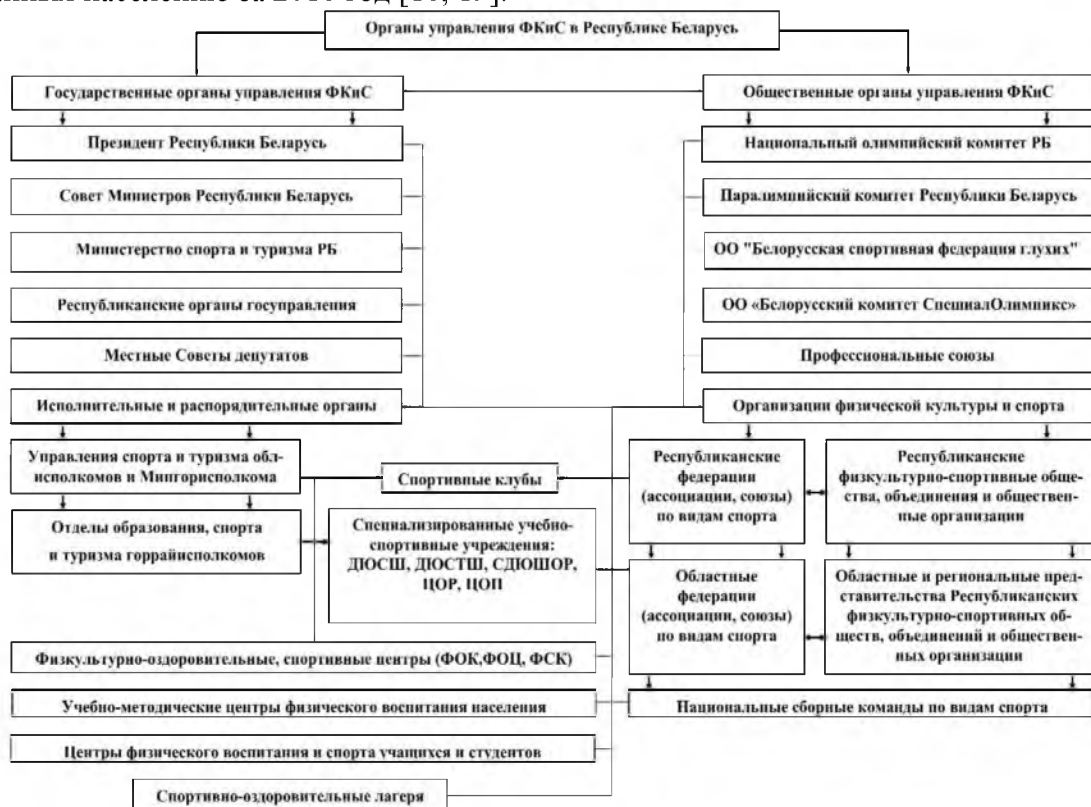 Органы управления ФКиС в Республике Беларусь
Государственные органы управления ФКиС
Общественные органы управления ФКиС
Президент Республики Беларусь
Национальный олимпийский комитет РБ
Совет Министров Республики Беларусь
Паралимпийский комитет Республики Беларусь
Министерство спорта и туризма РБ
ОО "Белорусская спортивная федерация глухих"
Республиканские органы госуправления
ОО «Белорусский комитет СпешиалОлимпикс»
Местные Советы депутатов
Профессиональные союзы
Исполнительные и распорядительные органы
Организации физической культуры и спорта
Управления спорта и туризма обл-
исполкомов и Мингорисполкома
Спортивные клубы
Республиканские
федерации
(ассоциации, союзы)
по видам спорта
Республиканские
физкультурно-спортивные обще-
ства, объединения и обществен-
ные организации
Отделы образования, спорта
и туризма горрайисполкомов
Специализированные учебно-
спортивные учреждения:
ДЮСШ, ДЮСТШ, СДЮШОР,
ЦОР, ЦОП
Областные
федерации
(ассоциации, союзы)
по видам спорта
Областные и региональные пред-
ставительства Республиканских
физкультурно-спортивных об-
ществ, объединений и обществен-
ных организации
Физкультурно-оздоровительные, спортивные центры (ФОК,ФОЦ, ФСК)
Учебно-методические центры физического воспитания населения
Национальные сборные команды по видам спорта
Центры физического воспитания и спорта учащихся и студентов
Спортивно-оздоровительные лагеря